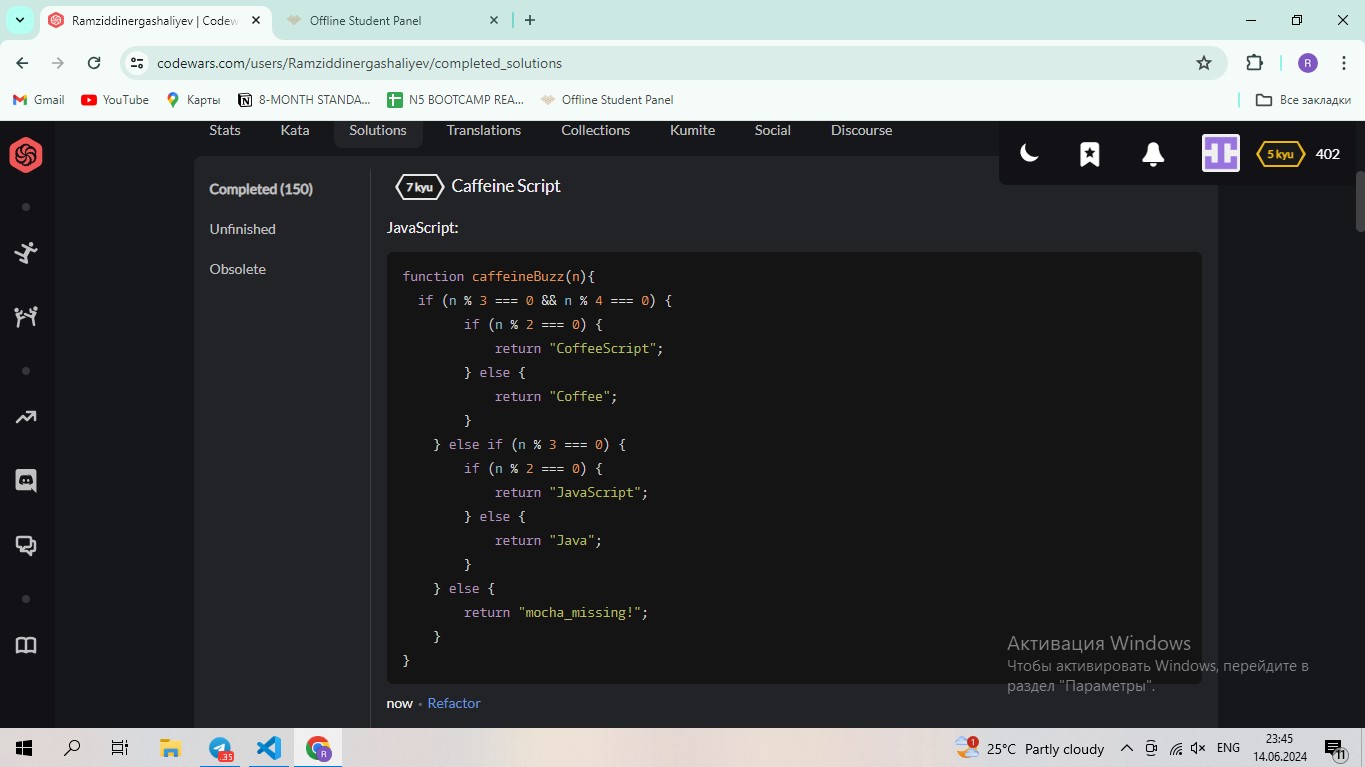 Ramziddinergashaliyev | Codew
Offline Student Panel
codewars.com/users/Ramziddinergashaliyev/completed_solutions
R
Gmail
YouTube
Карты
8-MONTH STANDA...
N5 BOOTCAMP REA...
Offline Student Panel
Все закладки
Stats
Kata
Solutions
Translations
Collections
Kumite
Social
Discourse
5 kyu
402
Completed (150)
Unfinished
Obsolete
7 kyu
Caffeine Script
JavaScript:
function caffeineBuzz(n){
if (n % 3 === 0 && n % 4 === 0) {
if (n % 2 === 0) {
return "CoffeeScript";
} else {
return "Coffee";
}
} else if (n % 3 === 0) {
if (n % 2 === 0) {
return "JavaScript";
} else {
return "Java";
}
} else {
return "mocha_missing!";
}
}
now • Refactor
Активация Windows
Чтобы активировать Windows, перейдите в
раздел "Параметры".
35
R
1
25°C Partly cloudy
ENG
23:45
14.06.2024
11